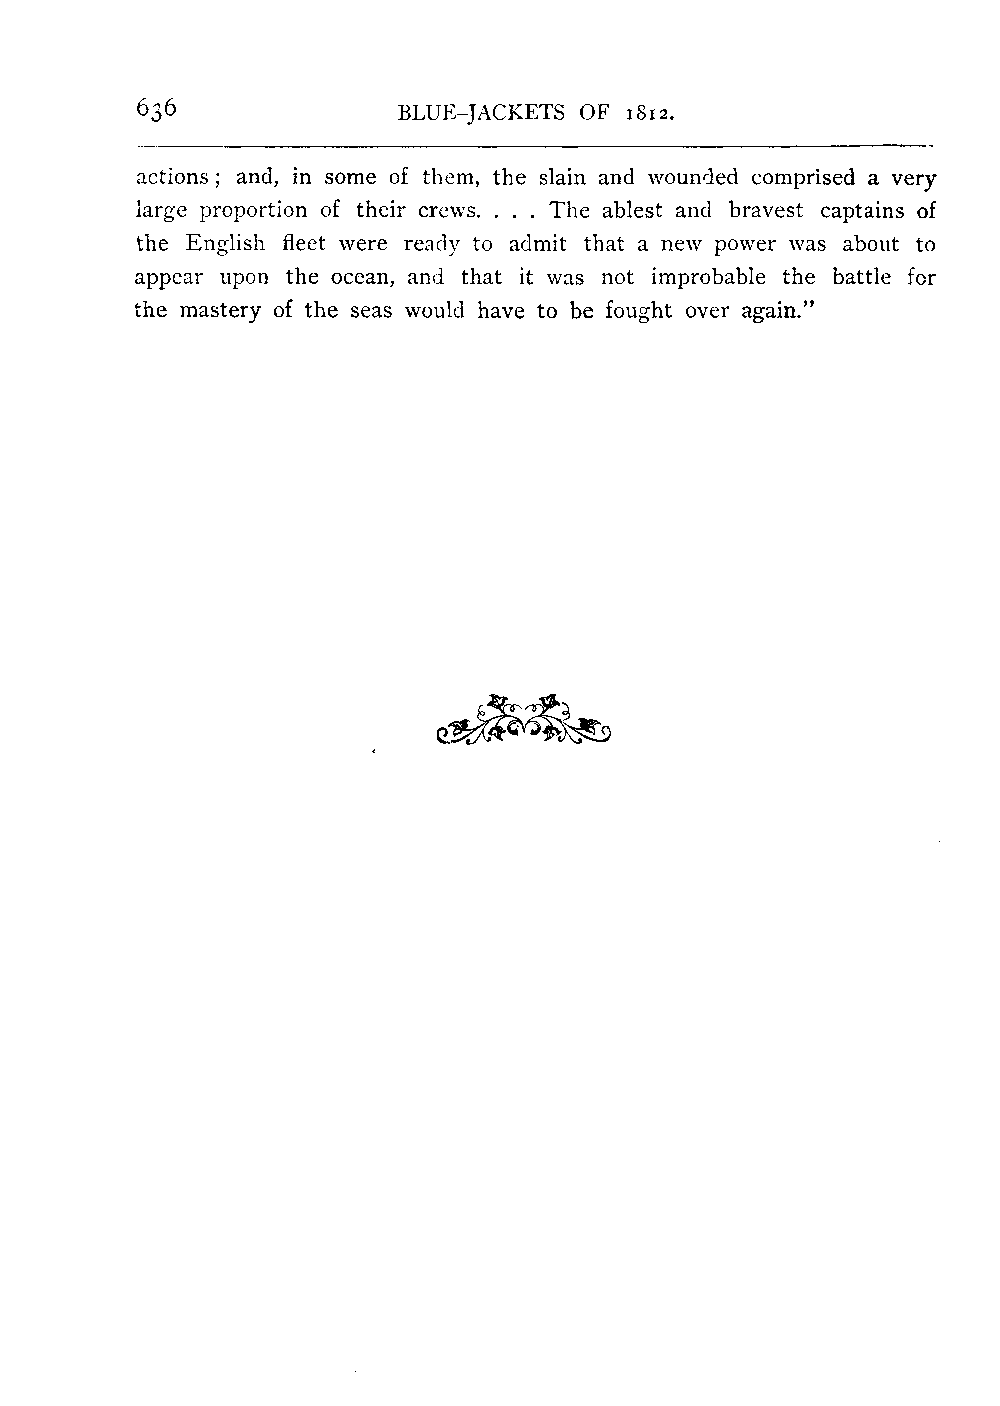 636 BLUE-JACKETS OF 1812.
actions; and, in some of them, the slain and wounded comprised a very
large proportion of their crews. . . . The ablest and bravest captains of
the English fleet were ready to admit that a new power was about to
appear upon the ocean, and that it was not improbable the battle for
the mastery of the seas would have to be fought over again."